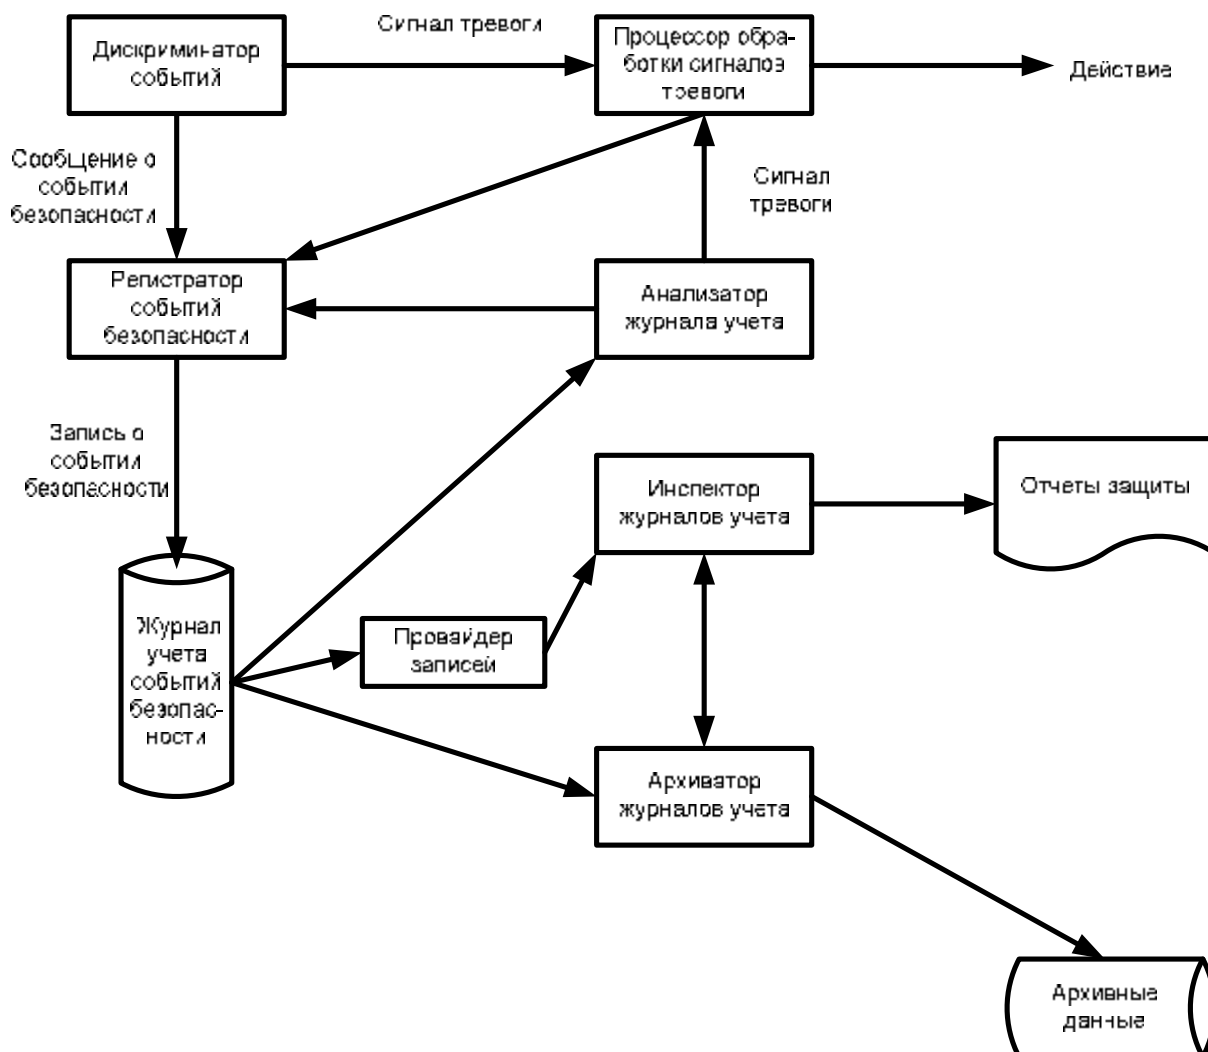 Сигнал тревоги
Дискриминатор
событий
Процессор обра-
ботки сигналов
тревоги
Действие
Сообщение о
событии
безопасности
Сигнал
тревоги
Регистратор
событий
безопасности
Анализатор
журнала учета
Запись о
событии
безопасности
Инспектор
журналов учета
Отчеты защиты
Журнал
учета
событий
безопас-
ности
Провайдер
записей
Архиватор
журналов учета
Архивные
данные